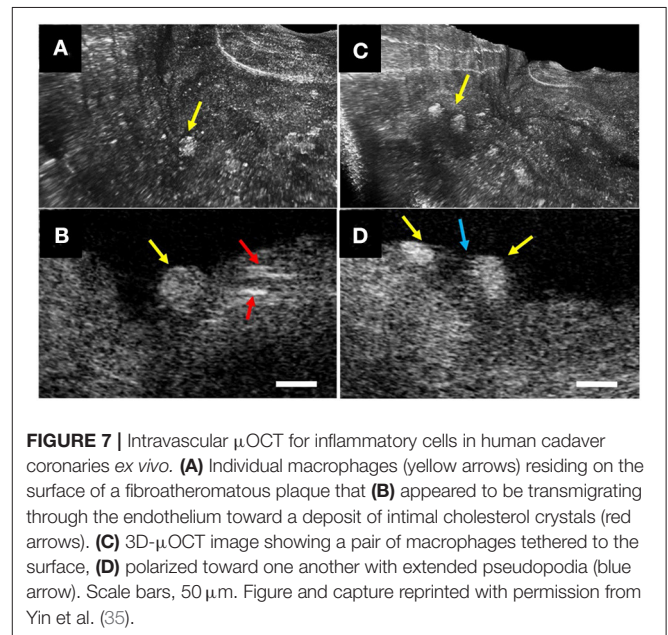 A
C
B
D
FIGURE 7 | Intravascular μOCT for inflammatory cells in human cadaver
coronaries ex vivo. (A) Individual macrophages (yellow arrows) residing on the
surface of a fibroatheromatous plaque that (B) appeared to be transmigrating
through the endothelium toward a deposit of intimal cholesterol crystals (red
arrows). (C) 3D-μOCT image showing a pair of macrophages tethered to the
surface, (D) polarized toward one another with extended pseudopodia (blue
arrow). Scale bars, 50 μm. Figure and capture reprinted with permission from
Yin et al. (35).